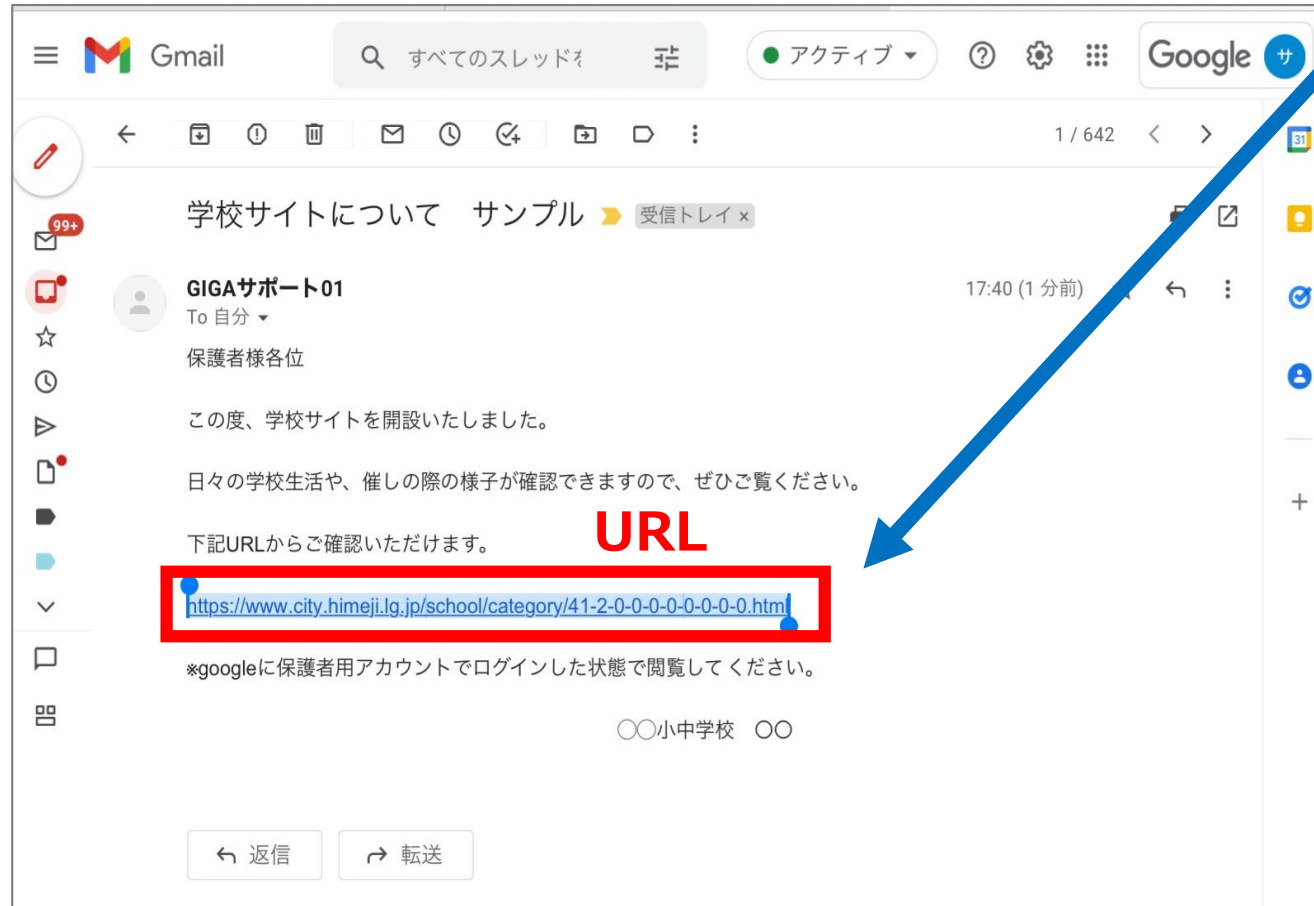 Gmail
すべてのスレッドを
アクティブ
Google
サ
1 / 642
31
99+
学校サイトについて　サンプル
受信トレイ ×
GIGAサポート01
17:40 (1 分前)
To 自分
保護者様各位
この度、学校サイトを開設いたしました。
日々の学校生活や、催しの際の様子が確認できますので、ぜひご覧ください。
下記URLからご確認いただけます。
URL
https://www.city.himeji.lg.jp/school/category/41-2-0-0-0-0-0-0-0-0.html
※googleに保護者用アカウントでログインした状態で閲覧してください。
〇〇小中学校　〇〇
返信
転送